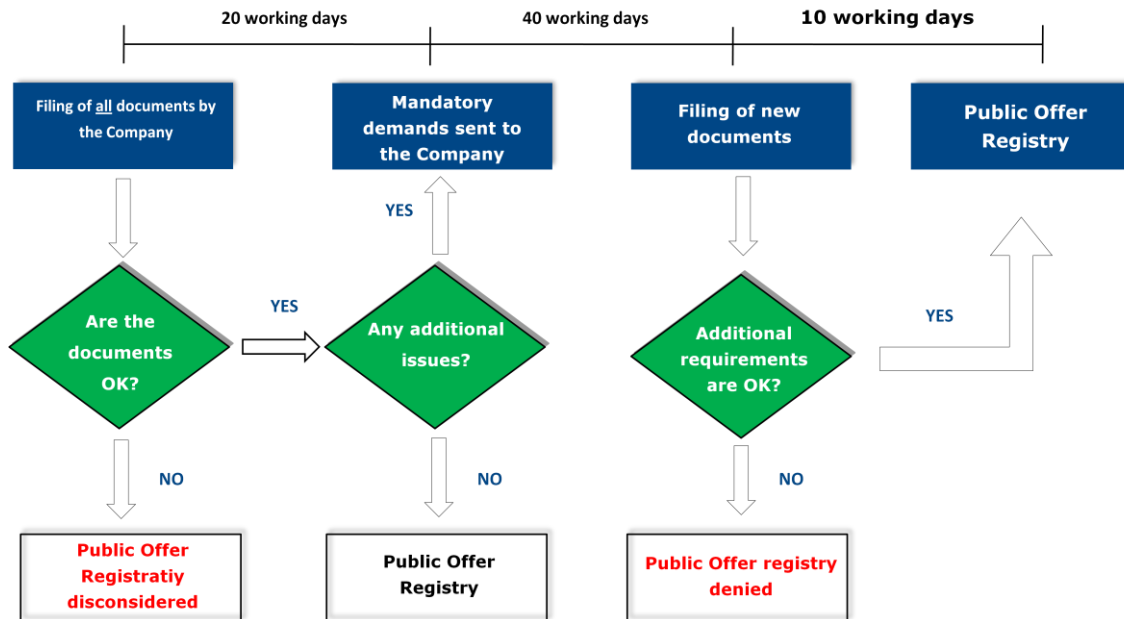 20 working days
40 working days
10 working days
Filing of all documents by
the Company
Mandatory
demands sent to
the Company
Filing of new
documents
Public Offer
Registry
YES
Are the
documents
OK?
YES
Any additional
issues?
Additional
requirements
are OK?
YES
NO
NO
NO
Public Offer
Registratiy
disconsidered
Public Offer
Registry
Public Offer registry
denied